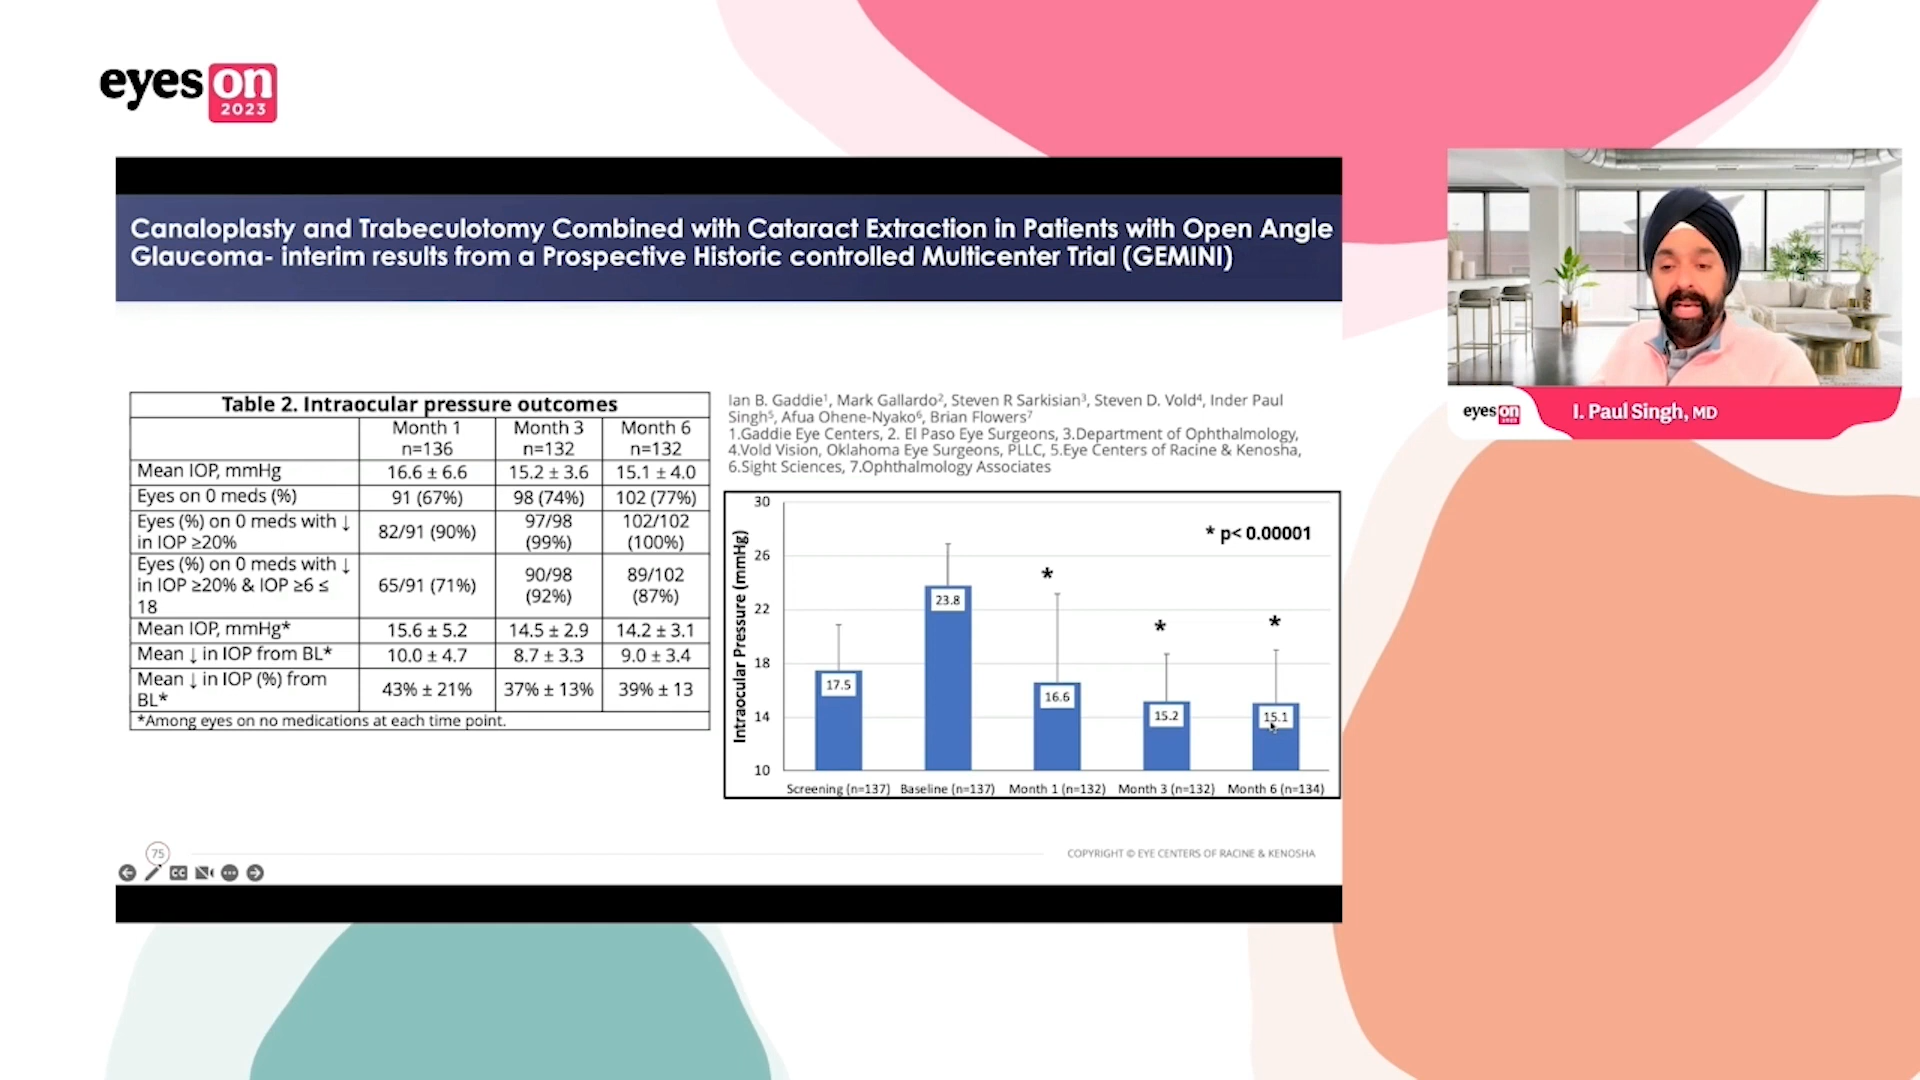 eyes on
2023
Canaloplasty and Trabeculotomy Combined with Cataract Extraction in Patients with Open Angle
Glaucoma- interim results from a Prospective Historic controlled Multicenter Trial (GEMINI)
Table 2. Intraocular pressure outcomes
Month 1 Month 3 Month 6
n=136 n=132 n=132
Mean IOP, mmHg 16.6 ± 6.6 15.2 ± 3.6 15.1 ± 4.0
Eyes on 0 meds (%) 91 (67%) 98 (74%) 102 (77%)
Eyes (%) on 0 meds with ↓ 97/98 102/102
in IOP ≥20% 82/91 (90%) (99%) (100%)
Eyes (%) on 0 meds with ↓
in IOP ≥20% & IOP ≥6 ≤ 65/91 (71%) 90/98 89/102
18 (92%) (87%)
Mean IOP, mmHg* 15.6 ± 5.2 14.5 ± 2.9 14.2 ± 3.1
Mean ↓ in IOP from BL* 10.0 ± 4.7 8.7 ± 3.3 9.0 ± 3.4
Mean ↓ in IOP (%) from
BL* 43% ± 21% 37% ± 13% 39% ± 13
*Among eyes on no medications at each time point.
Ian B. Gaddie¹, Mark Gallardo², Steven R Sarkisian³, Steven D. Vold⁴, Inder Paul
Singh⁵, Afua Ohene-Nyako⁶, Brian Flowers⁷
1.Gaddie Eye Centers, 2. El Paso Eye Surgeons, 3.Department of Ophthalmology,
4.Vold Vision, Oklahoma Eye Surgeons, PLLC, 5.Eye Centers of Racine & Kenosha,
6.Sight Sciences, 7.Ophthalmology Associates
Intraocular Pressure (mmHg)
30
26
22
18
14
10
* p< 0.00001
17.5
23.8
*
16.6
*
15.2
*
15.1
Screening (n=137) Baseline (n=137) Month 1 (n=132) Month 3 (n=132) Month 6 (n=134)
75
COPYRIGHT © EYE CENTERS OF RACINE & KENOSHA
CC
eyes on
2023
I. Paul Singh, MD